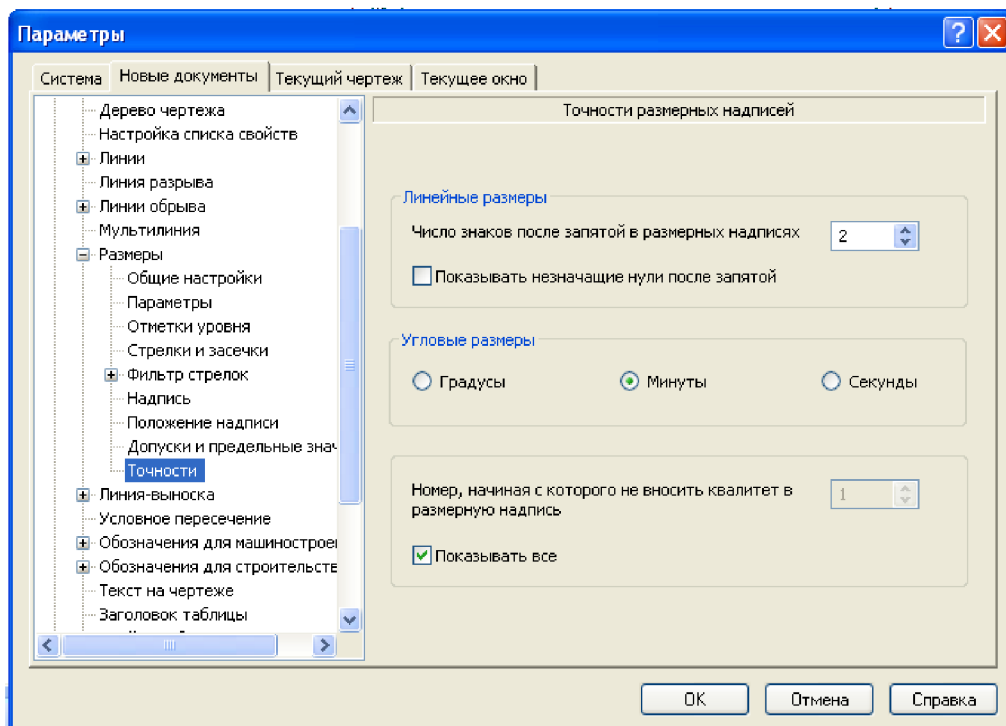 Параметры
Система Новые документы Текущий чертеж Текущее окно
Дерево чертежа
Настройка списка свойств
Линии
Линия разрыва
Линии обрыва
Мультилиния
Размеры
Общие настройки
Параметры
Отметки уровня
Стрелки и засечки
Фильтр стрелок
Надпись
Положение надписи
Допуски и предельные знач
Точности
Линия-выноска
Условное пересечение
Обозначения для машинострое
Обозначения для строительств
Текст на чертеже
Заголовок таблицы
Точности размерных надписей
Линейные размеры
Число знаков после запятой в размерных надписях 2
Показывать незначащие нули после запятой
Угловые размеры
Градусы Минуты Секунды
Номер, начиная с которого не вносить квалитет в 1
размерную надпись
Показывать все
OK Отмена Справка